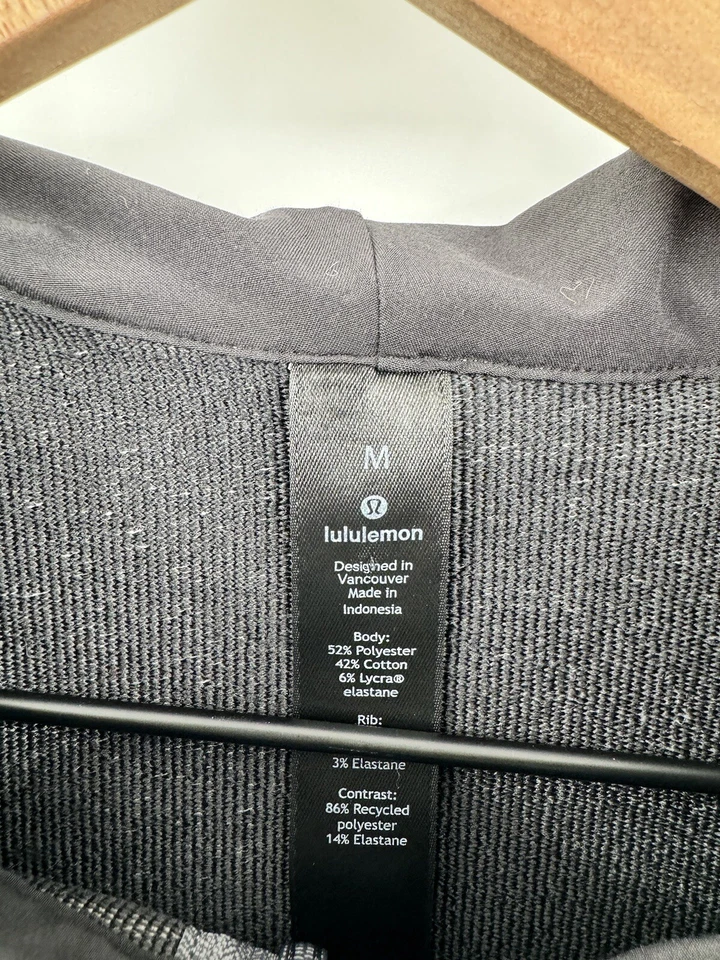 M
lululemon
Designed in
Vancouver
Made in
Indonesia
Body:
52% Polyester
42% Cotton
6% Lycra®
elastane
Rib:
3% Elastane
Contrast:
86% Recycled
polyester
14% Elastane